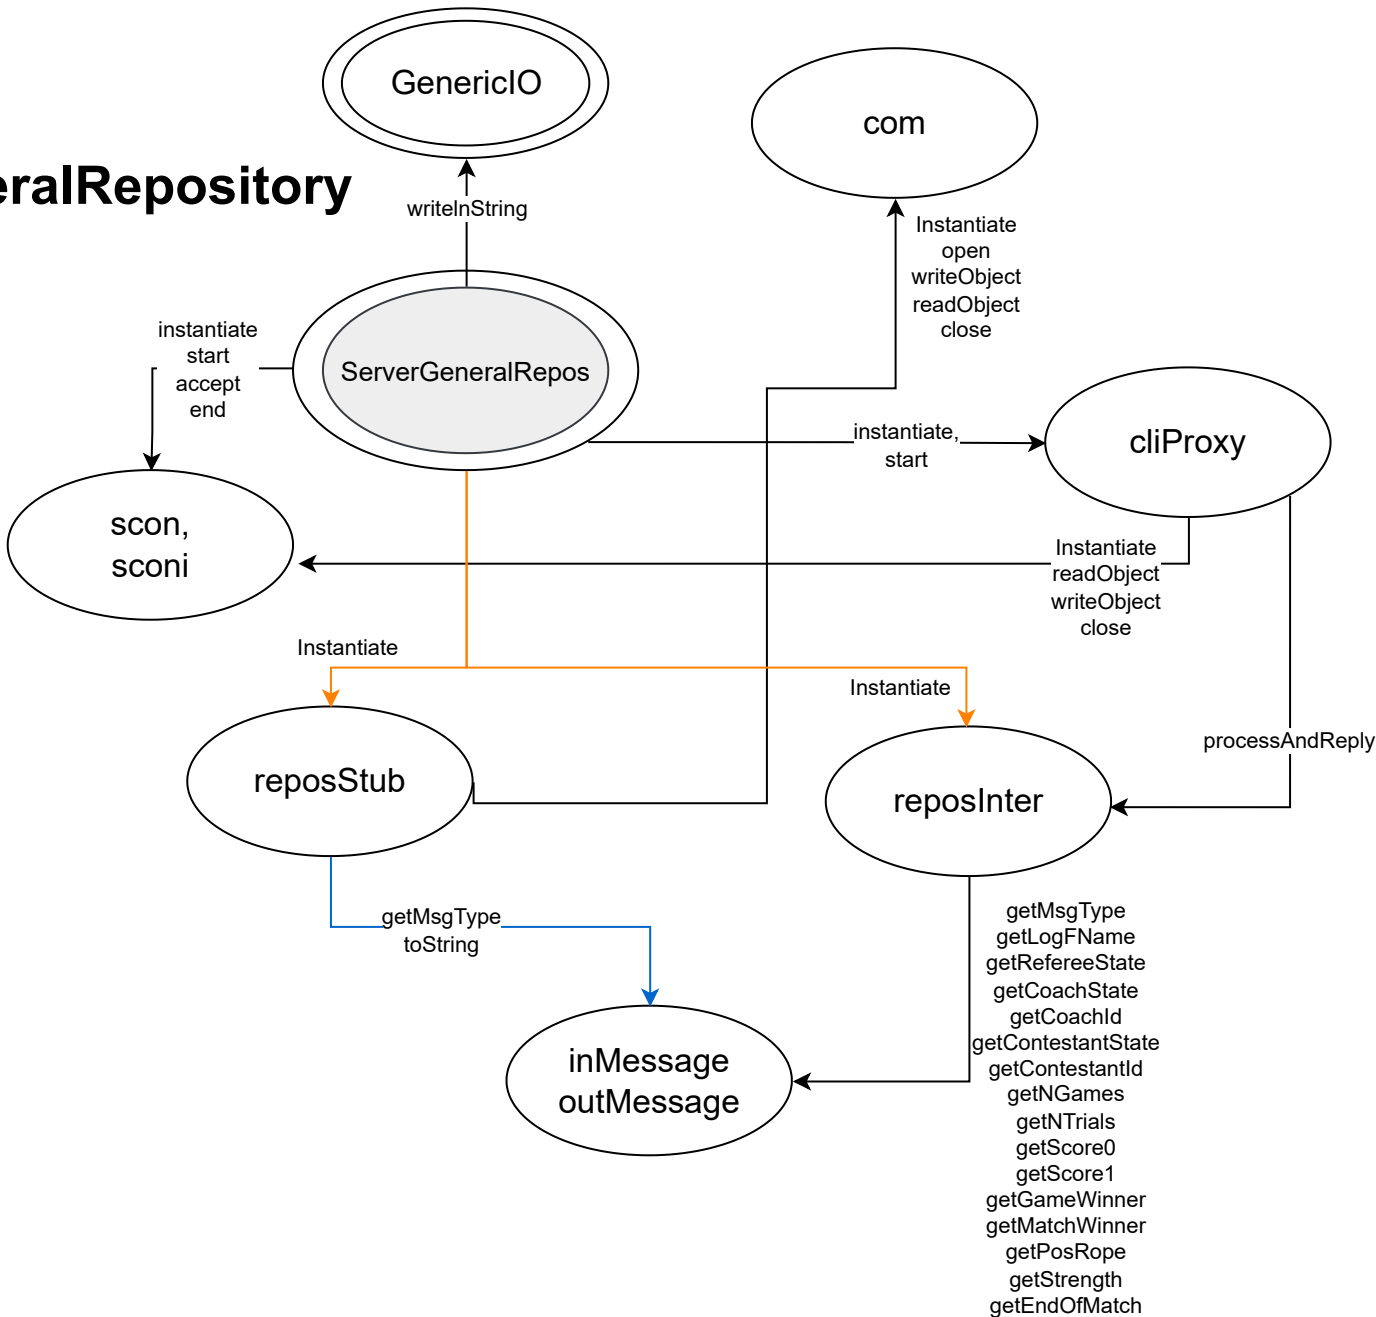 GenericIO
com
eralRepository
writelnString
Instantiate
open
writeObject
readObject
close
instantiate
start
accept
end
ServerGeneralRepos
instantiate,
start
cliProxy
scon,
sconi
Instantiate
readObject
writeObject
close
Instantiate
Instantiate
processAndReply
reposStub
reposInter
getMsgType
toString
getMsgType
getLogFName
getRefereeState
getCoachState
getCoachId
getContestantState
getContestantId
getNGames
getNTrials
getScore0
getScore1
getGameWinner
getMatchWinner
getPosRope
getStrength
getEndOfMatch
inMessage
outMessage